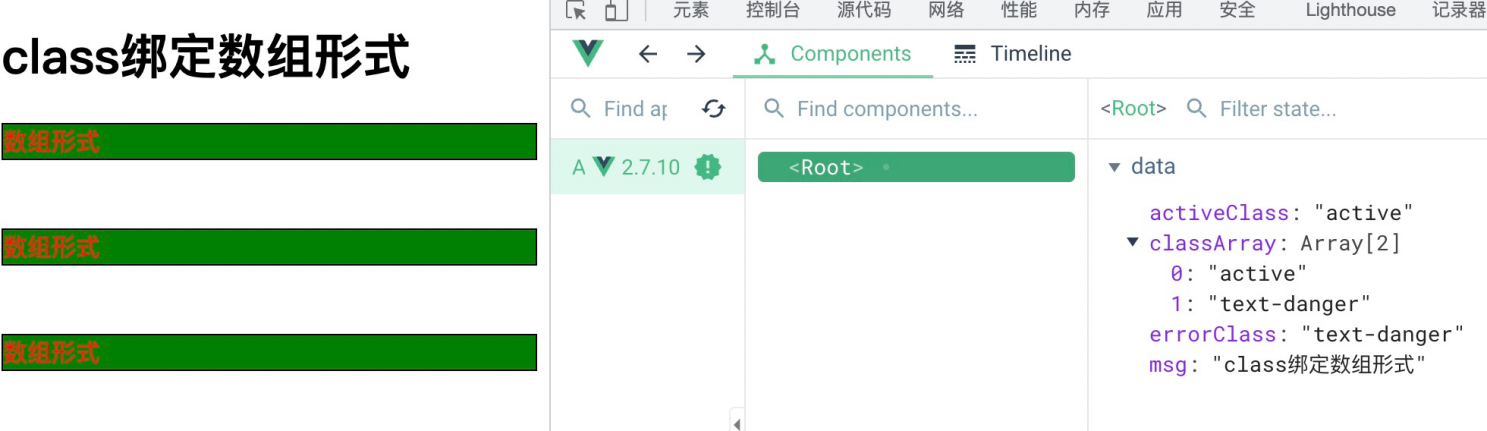 class绑定数组形式
数组形式
数组形式
数组形式
元素 控制台 源代码 网络 性能 内存 应用 安全 Lighthouse 记录器
Components Timeline
Find ap Find components... <Root> Filter state...
A 2.7.10 ! <Root>
data
activeClass: "active"
classArray: Array[2]
0: "active"
1: "text-danger"
errorClass: "text-danger"
msg: "class绑定数组形式"